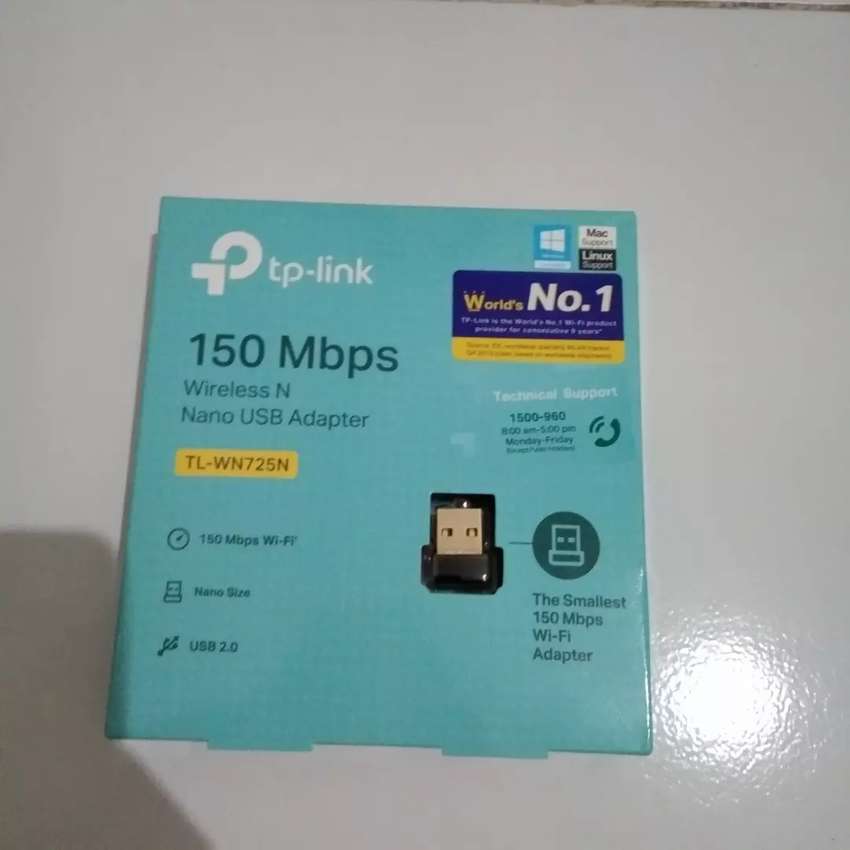 tp-link
Mac
Support
Linux
Support
World's No.1
TP-Link is the World's No.1 Wi-Fi product
provider for consecutive 9 years*
150 Mbps
Wireless N
Nano USB Adapter
TL-WN725N
Technical Support
1500-960
8:00 am-5:00 pm
Monday-Friday
150 Mbps Wi-Fi
Nano Size
USB 2.0
The Smallest
150 Mbps
Wi-Fi
Adapter